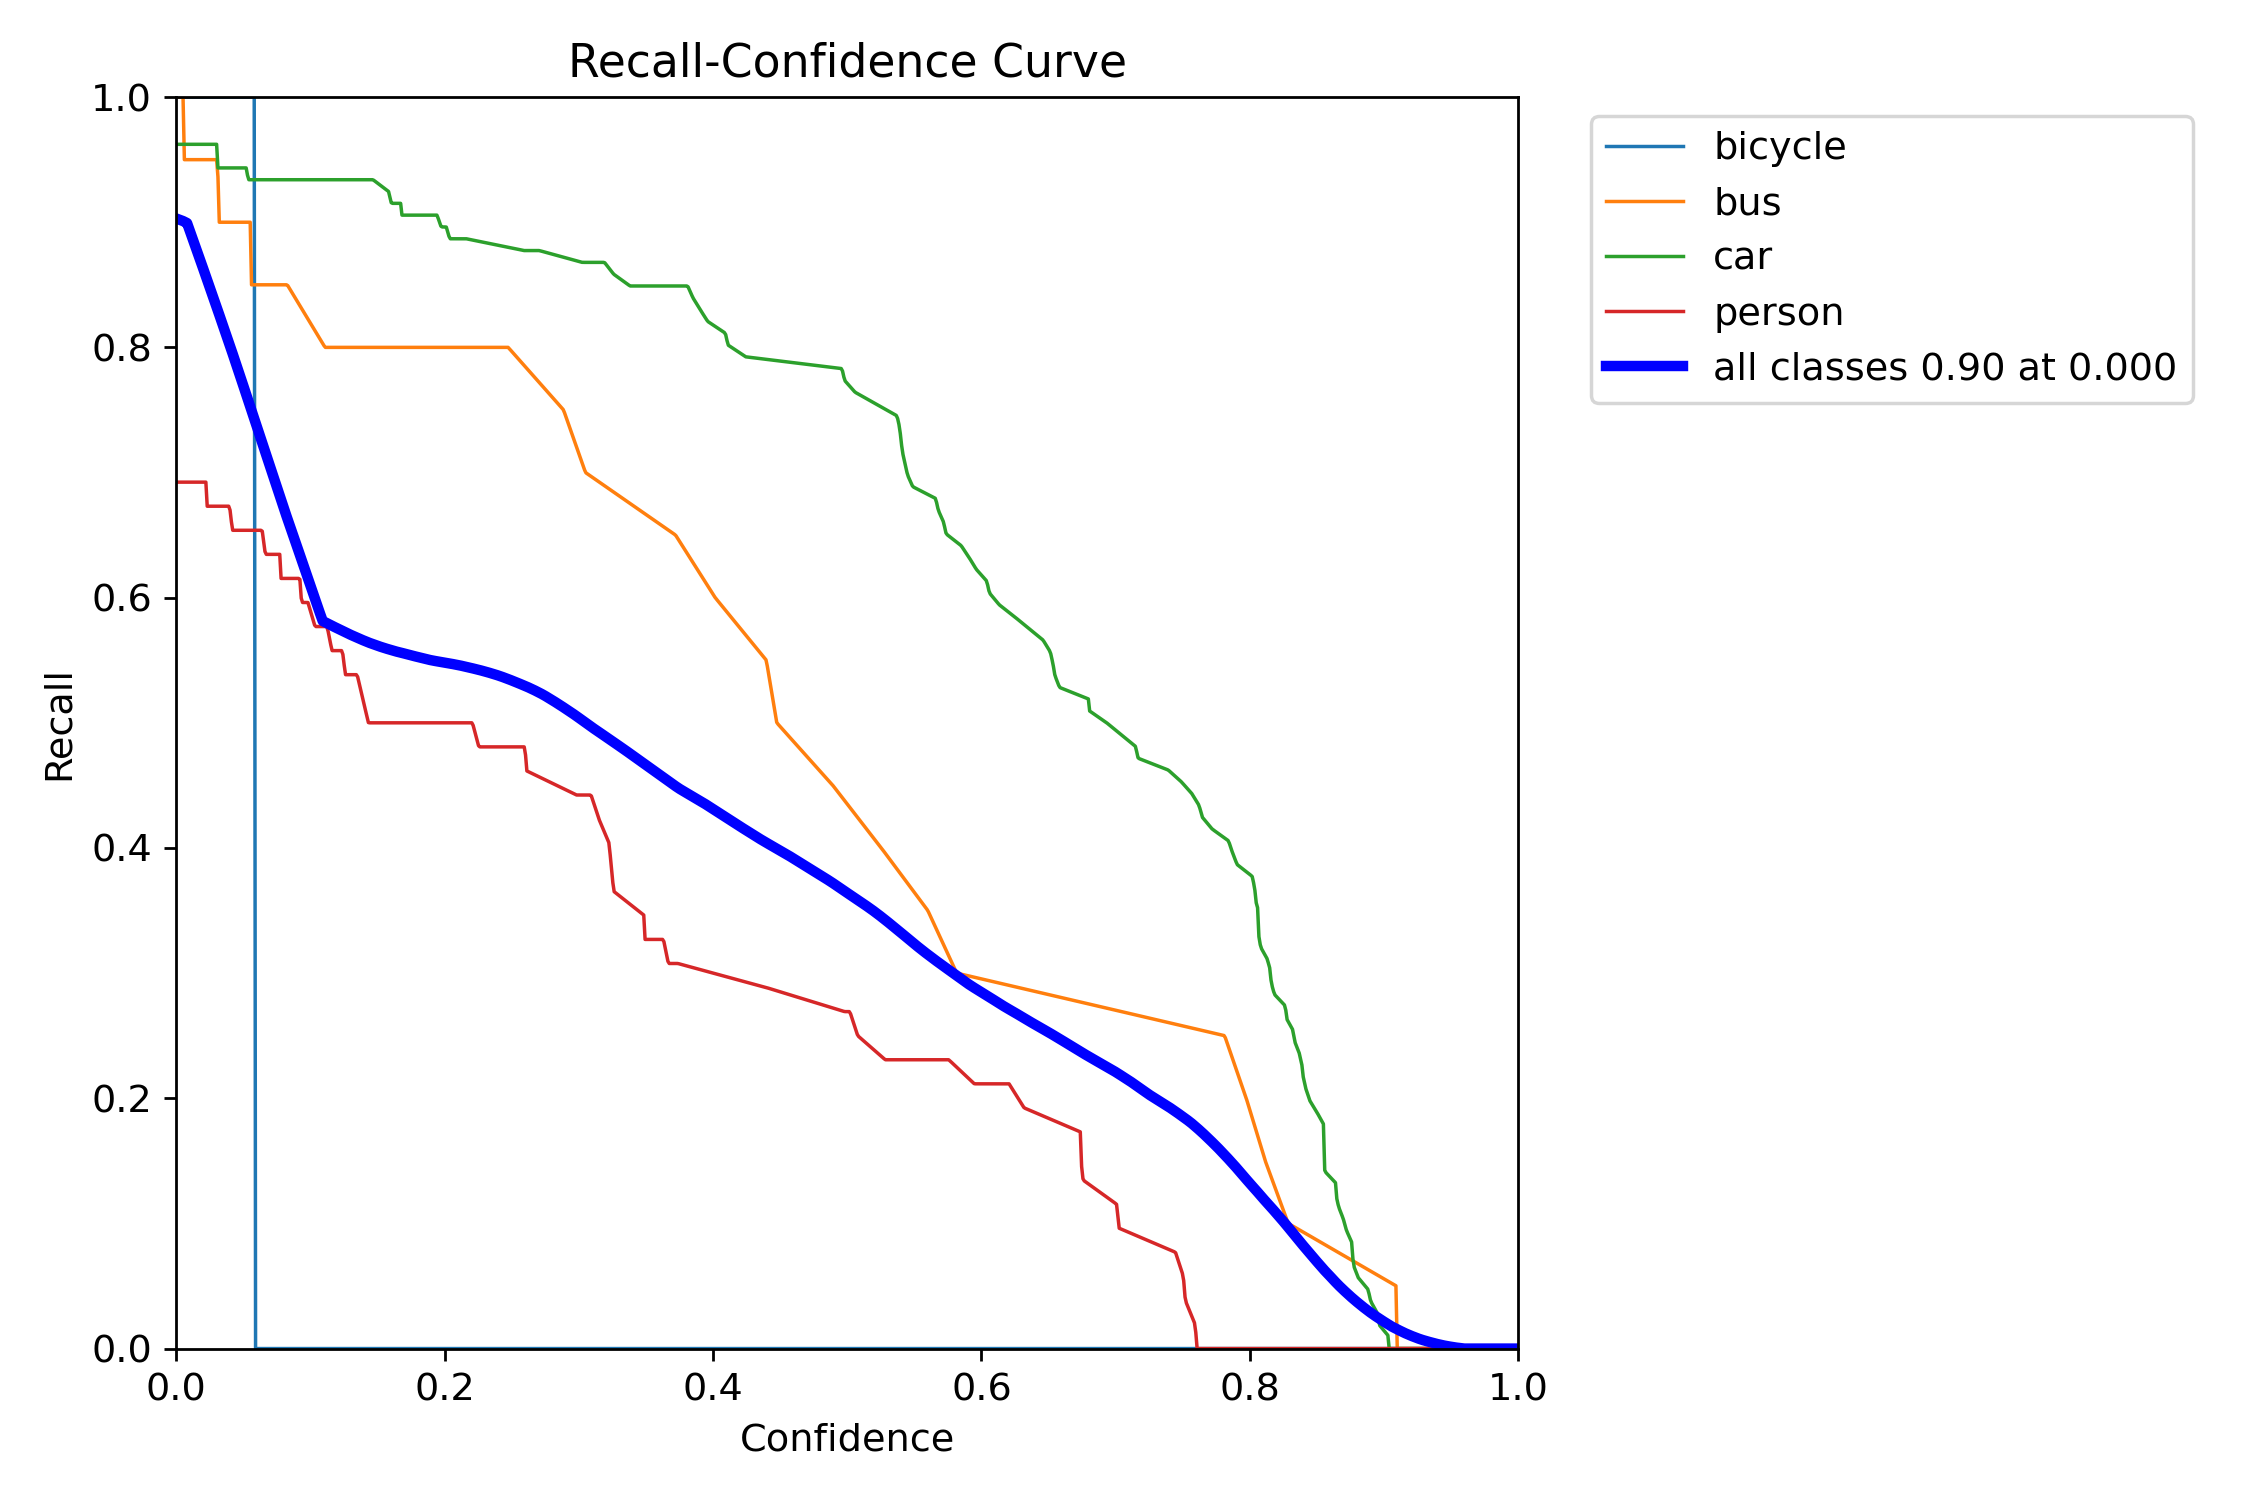 Recall-Confidence Curve
1.0
0.8
0.6
0.4
0.2
0.0
Recall
0.0 0.2 0.4 0.6 0.8 1.0
Confidence
bicycle
bus
car
person
all classes 0.90 at 0.000